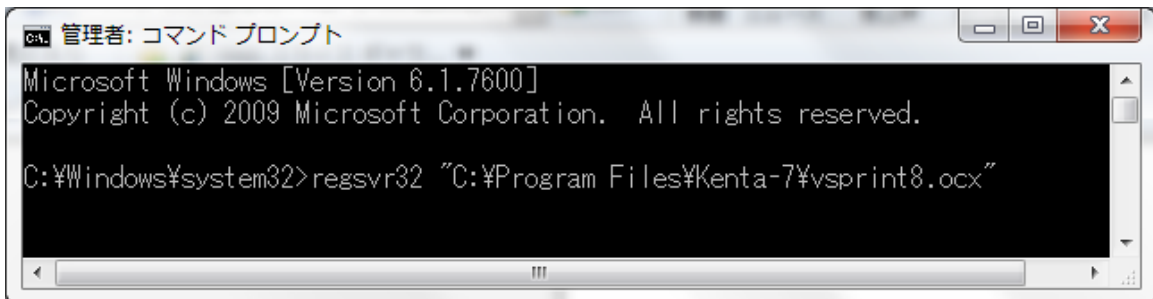 管理者: コマンド プロンプト
Microsoft Windows [Version 6.1.7600]
Copyright (c) 2009 Microsoft Corporation.  All rights reserved.
C:¥Windows¥system32>regsvr32 "C:¥Program Files¥Kenta-7¥vsprint8.ocx"